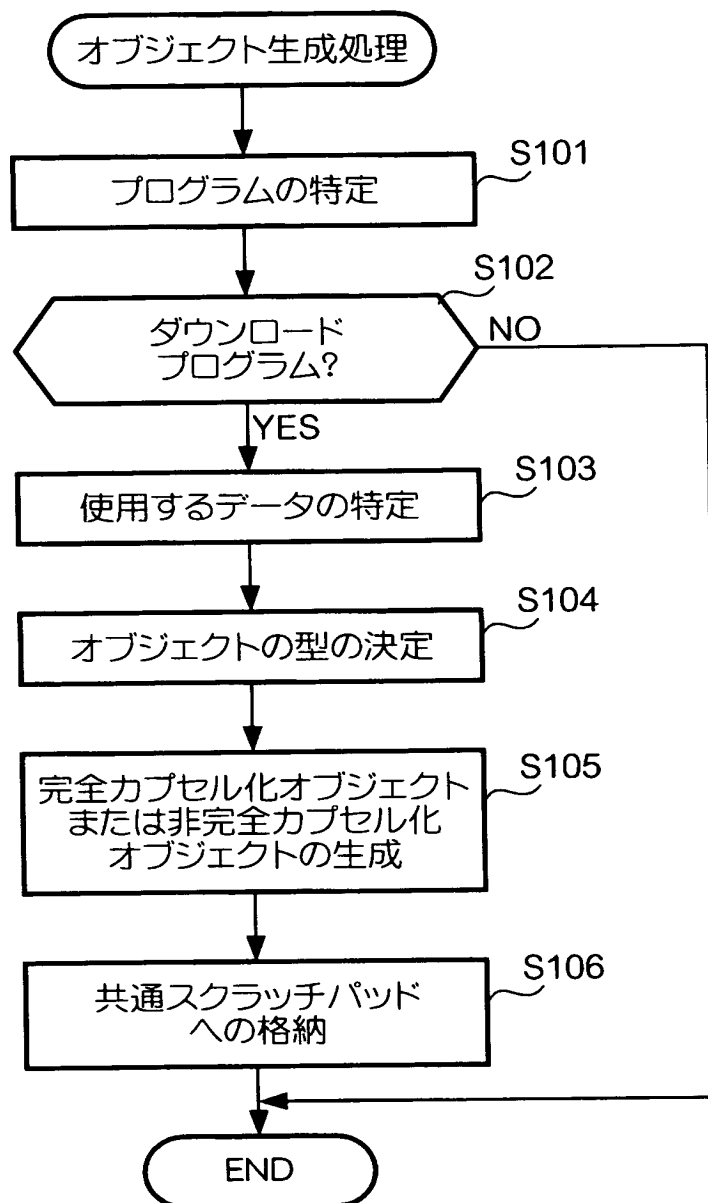 オブジェクト生成処理
S101
プログラムの特定
S102
ダウンロード
プログラム?
NO
YES
S103
使用するデータの特定
S104
オブジェクトの型の決定
S105
完全カプセル化オブジェクト
または非完全カプセル化
オブジェクトの生成
S106
共通スクラッチパッド
への格納
END